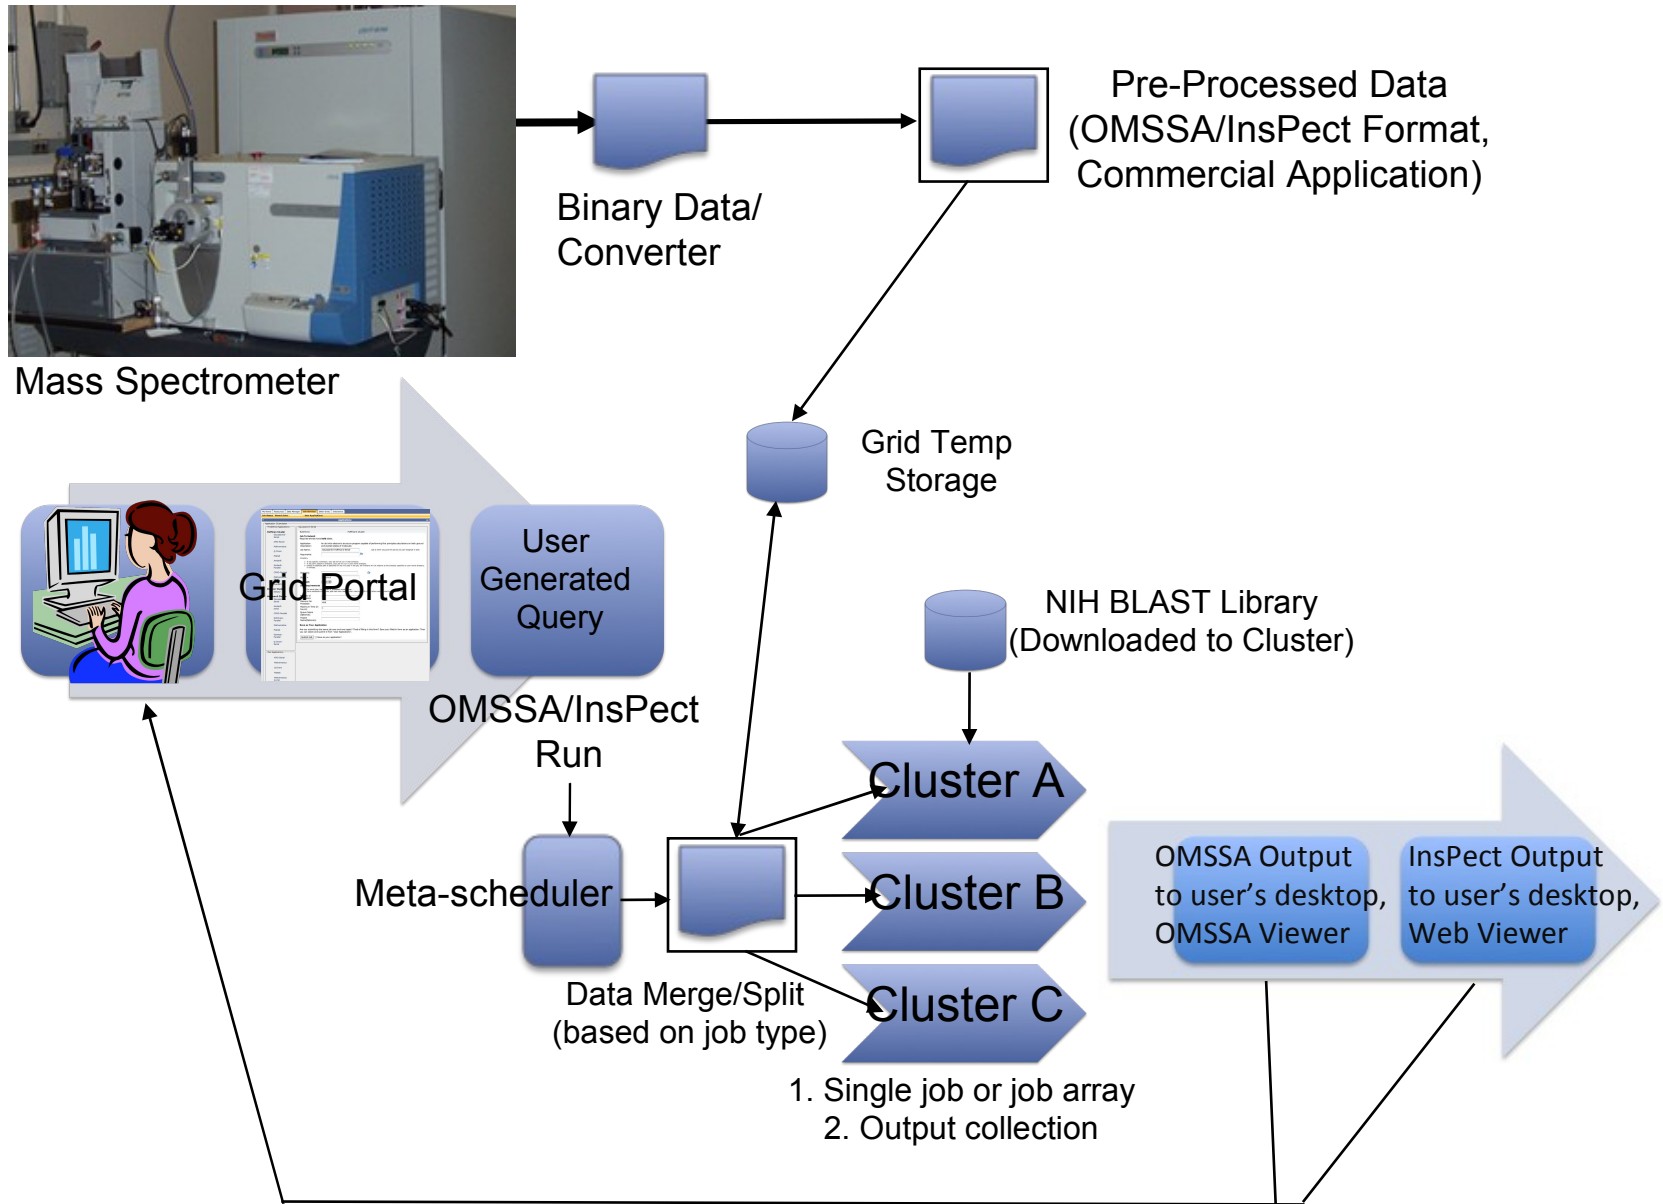 Pre-Processed Data
(OMSSA/InsPect Format,
Commercial Application)
Binary Data/
Converter
Mass Spectrometer
Grid Temp
Storage
Grid Portal
User
Generated
Query
NIH BLAST Library
(Downloaded to Cluster)
OMSSA/InsPect
Run
Cluster A
Meta-scheduler
Cluster B
OMSSA Output
to user's desktop,
OMSSA Viewer
InsPect Output
to user's desktop,
Web Viewer
Cluster C
Data Merge/Split
(based on job type)
1. Single job or job array
2. Output collection